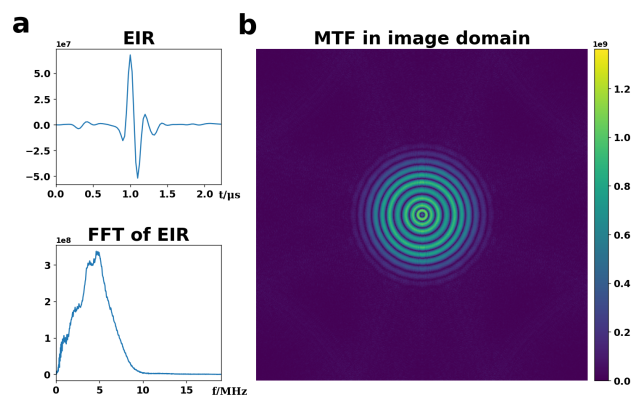 a
EIR
1e7
5.0
2.5
0.0
−2.5
−5.0
0.0 0.5 1.0 1.5 2.0 t/μs
FFT of EIR
1e8
3
2
1
0
0 5 10 15 f/MHz
b
MTF in image domain
1e9
1.2
1.0
0.8
0.6
0.4
0.2
0.0